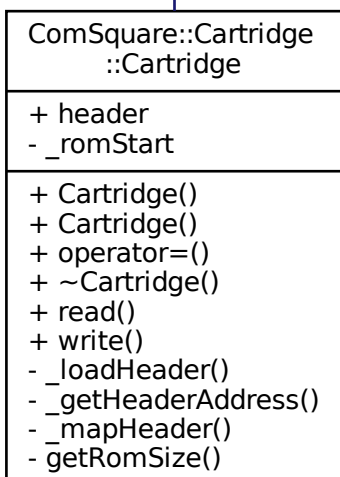 ComSquare::Cartridge
::Cartridge
+ header
- _romStart
+ Cartridge()
+ Cartridge()
+ operator=()
+ ~Cartridge()
+ read()
+ write()
- _loadHeader()
- _getHeaderAddress()
- _mapHeader()
- getRomSize()